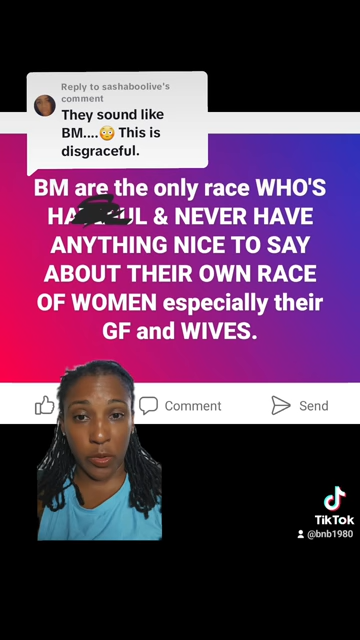 Reply to sashaboolive's
comment
They sound like
BM....😳 This is
disgraceful.
BM are the only race WHO'S
& NEVER HAVE
ANYTHING NICE TO SAY
ABOUT THEIR OWN RACE
OF WOMEN especially their
GF and WIVES.
Comment
Send
TikTok
@bnb1980